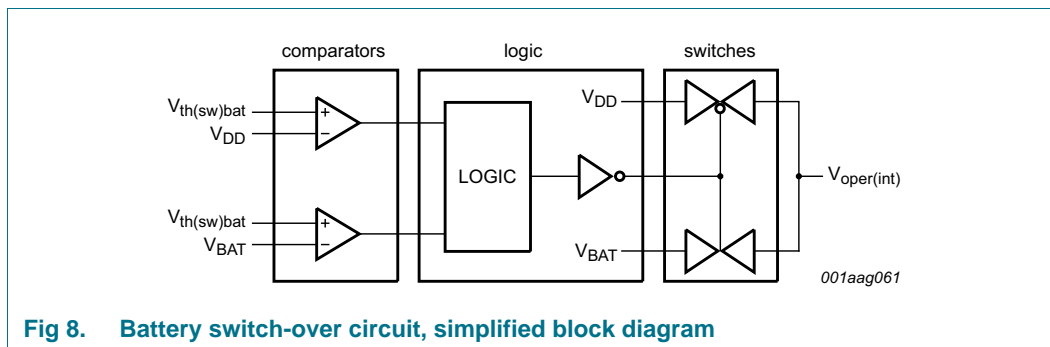 comparators logic switches
V_th(sw)bat
+
V_DD
−
V_DD
LOGIC
V_oper(int)
V_th(sw)bat
+
V_BAT
−
V_BAT
001aag061
Fig 8. Battery switch-over circuit, simplified block diagram